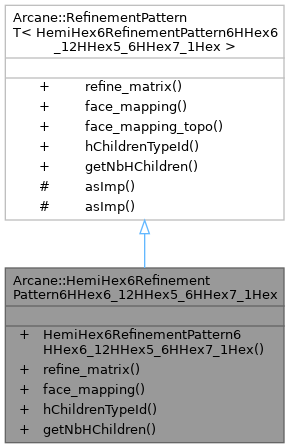 Arcane::RefinementPattern
T< HemiHex6RefinementPattern6HHex6
_12HHex5_6HHex7_1Hex >
+ refine_matrix()
+ face_mapping()
+ face_mapping_topo()
+ hChildrenTypeId()
+ getNbHChildren()
# asImp()
# asImp()
Arcane::HemiHex6Refinement
Pattern6HHex6_12HHex5_6HHex7_1Hex
+ HemiHex6RefinementPattern6
HHex6_12HHex5_6HHex7_1Hex()
+ refine_matrix()
+ face_mapping()
+ hChildrenTypeId()
+ getNbHChildren()